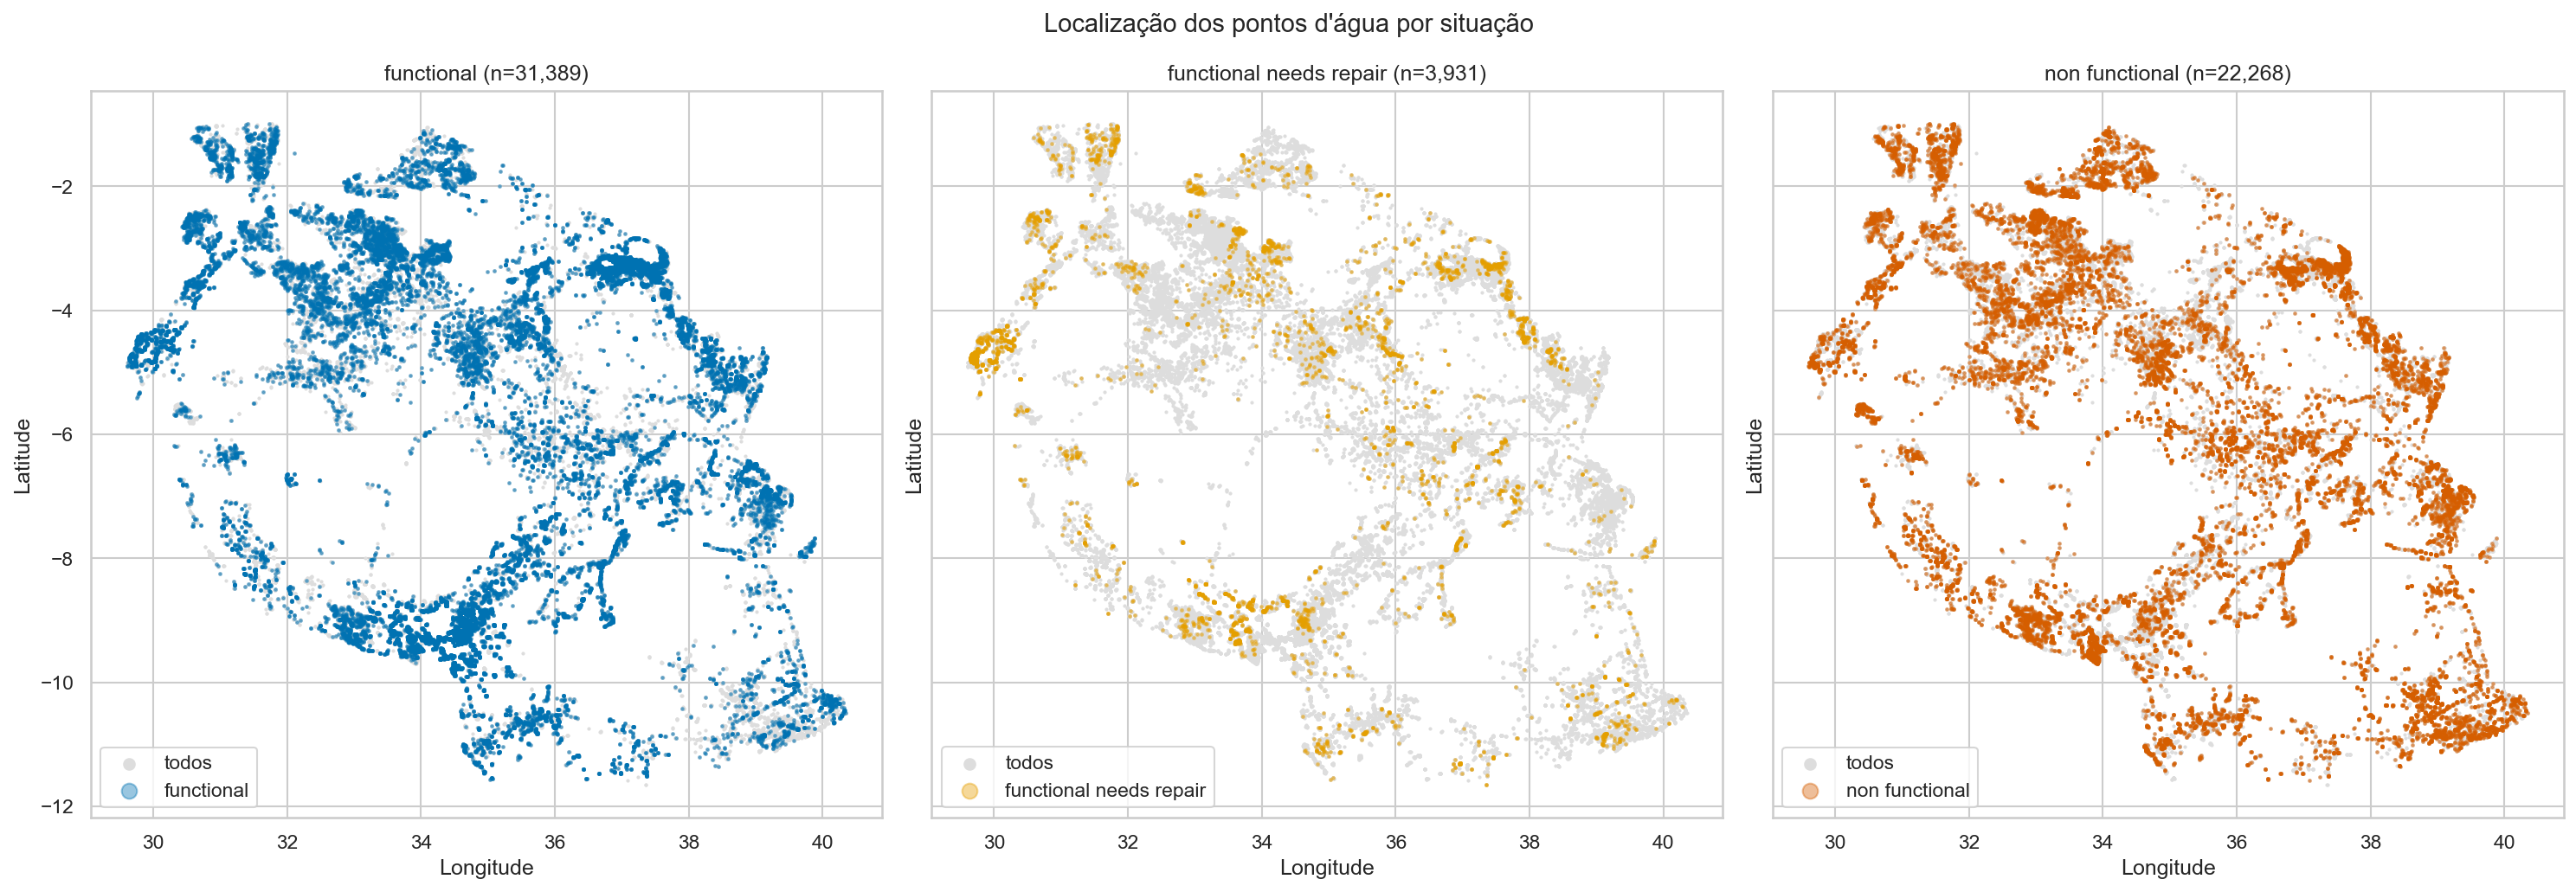 Localização dos pontos d'água por situação
functional (n=31,389)
functional needs repair (n=3,931)
non functional (n=22,268)
Latitude
−2
−4
−6
−8
−10
−12
todos
functional
30
32
34
36
38
40
Longitude
Latitude
todos
functional needs repair
30
32
34
36
38
40
Longitude
Latitude
todos
non functional
30
32
34
36
38
40
Longitude